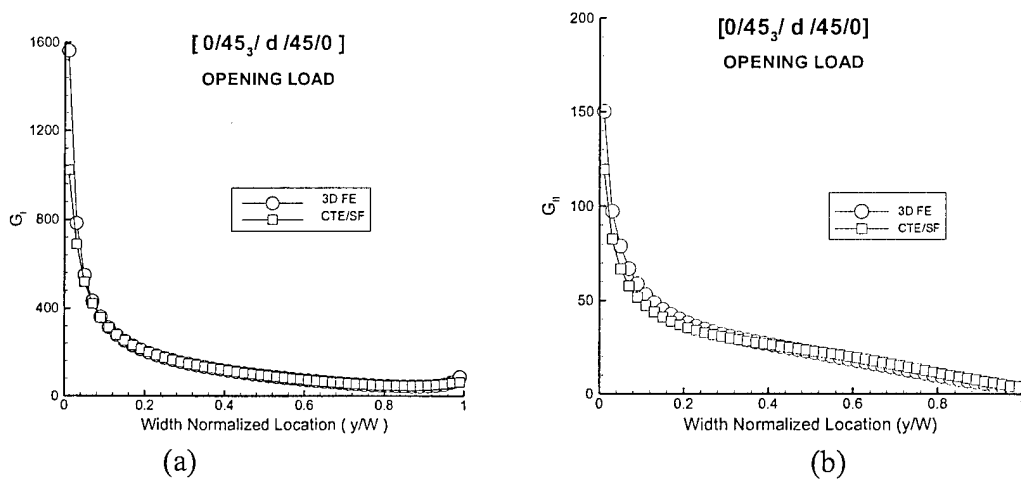 [ 0/45₃/ d /45/0 ]
OPENING LOAD
1600
1200
800
400
0
G_I
3D FE
CTE/SF
0
0.2
0.4
0.6
0.8
1
Width Normalized Location ( y/W )
(a)
[0/45₃/ d /45/0]
OPENING LOAD
200
150
100
50
0
G_II
3D FE
CTE/SF
0
0.2
0.4
0.6
0.8
Width Normalized Location (y/W)
(b)